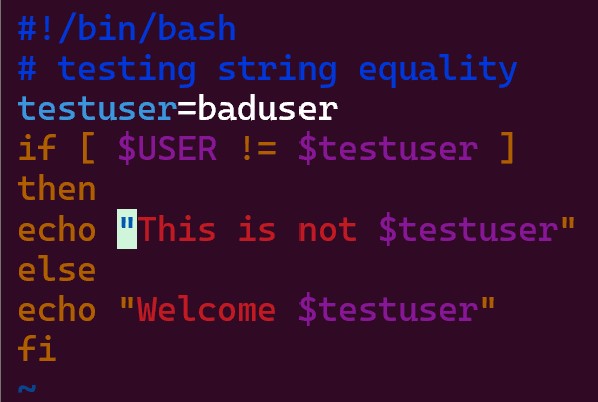 #!/bin/bash
# testing string equality
testuser=baduser
if [ $USER != $testuser ]
then
echo "This is not $testuser"
else
echo "Welcome $testuser"
fi
~